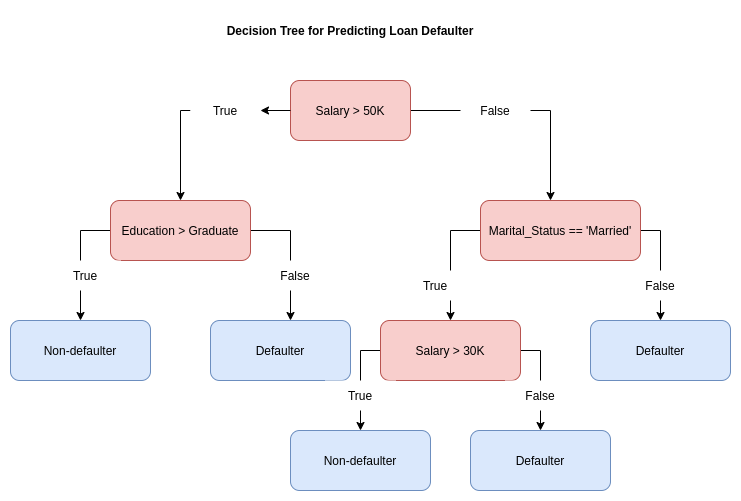 Decision Tree for Predicting Loan Defaulter
Salary > 50K
True
False
Education > Graduate
Marital_Status == 'Married'
True
False
True
False
Non-defaulter
Defaulter
Salary > 30K
Defaulter
True
False
Non-defaulter
Defaulter